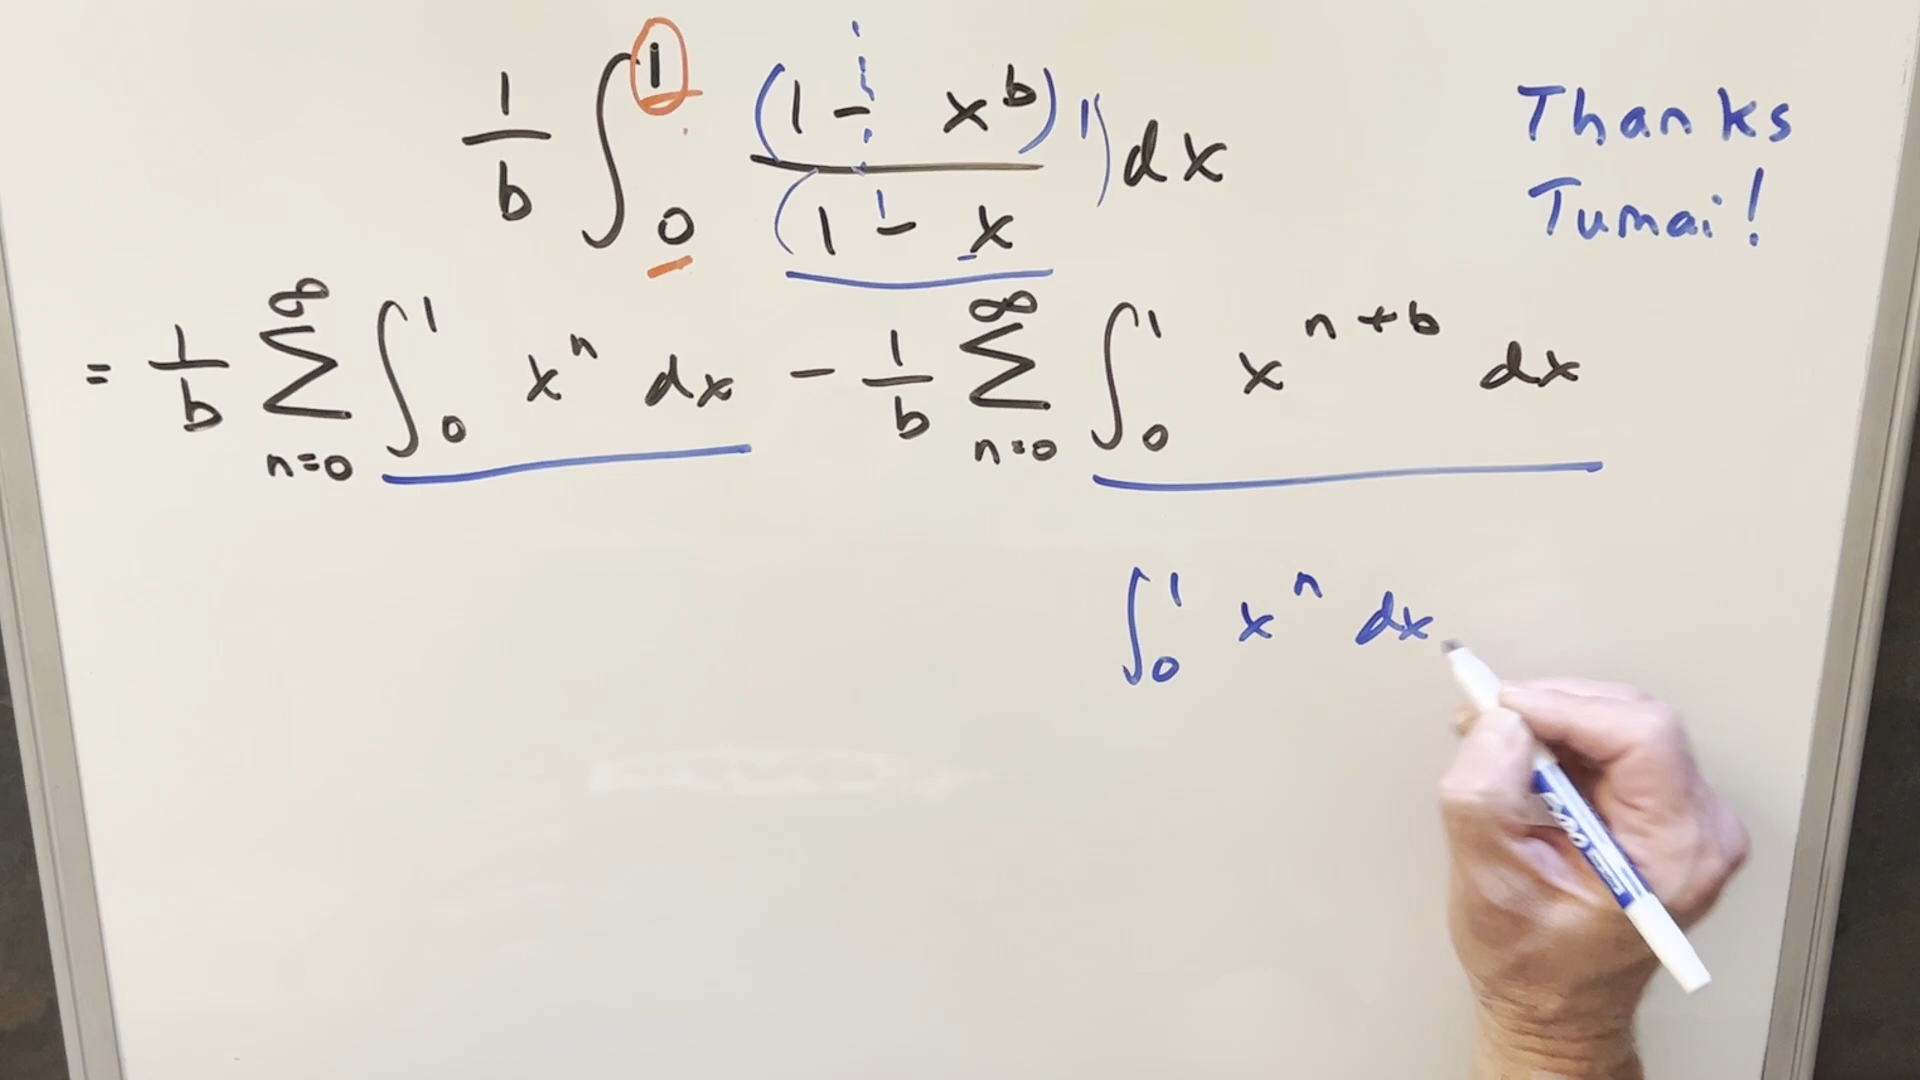 1/b ∫₀¹ (1 - x^b)/(1 - x) dx
Thanks
Tumai!
= 1/b ∑_{n=0}^∞ ∫₀¹ x^n dx - 1/b ∑_{n=0}^∞ ∫₀¹ x^{n+b} dx
∫₀¹ x^n dx